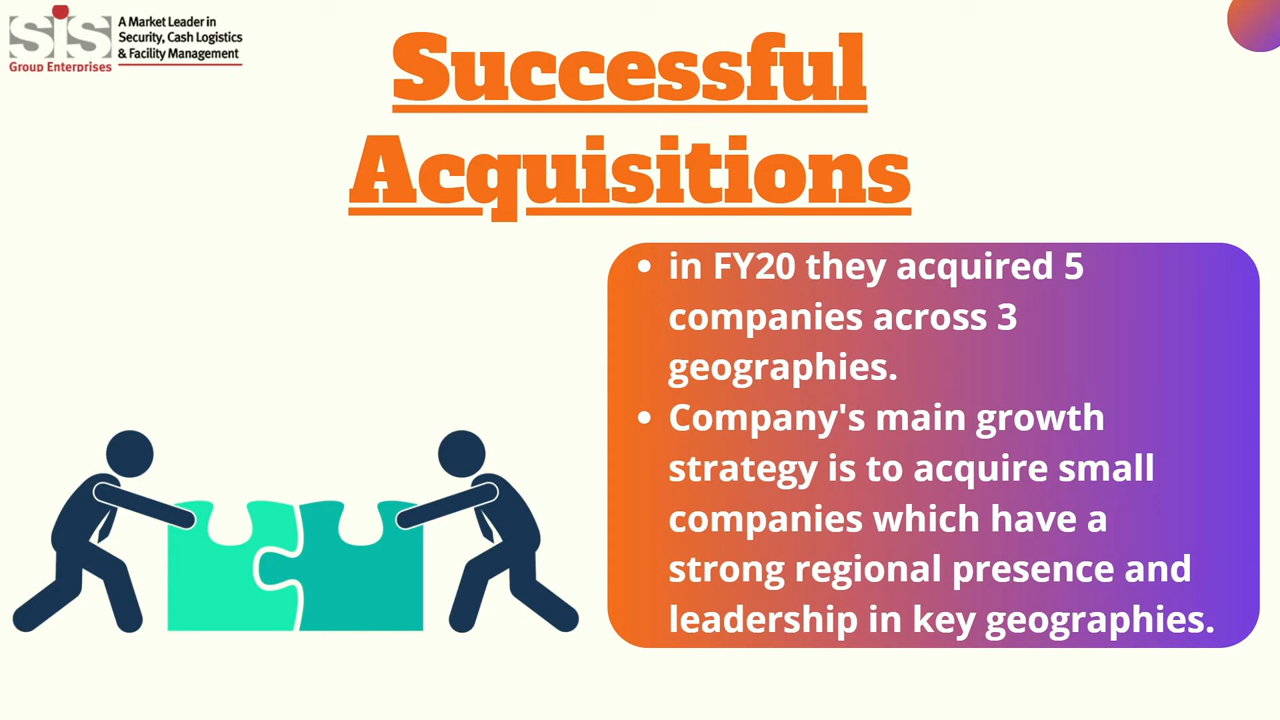 SIS
Group Enterprises
A Market Leader in
Security, Cash Logistics
& Facility Management
Successful
Acquisitions
• in FY20 they acquired 5
companies across 3
geographies.
• Company's main growth
strategy is to acquire small
companies which have a
strong regional presence and
leadership in key geographies.